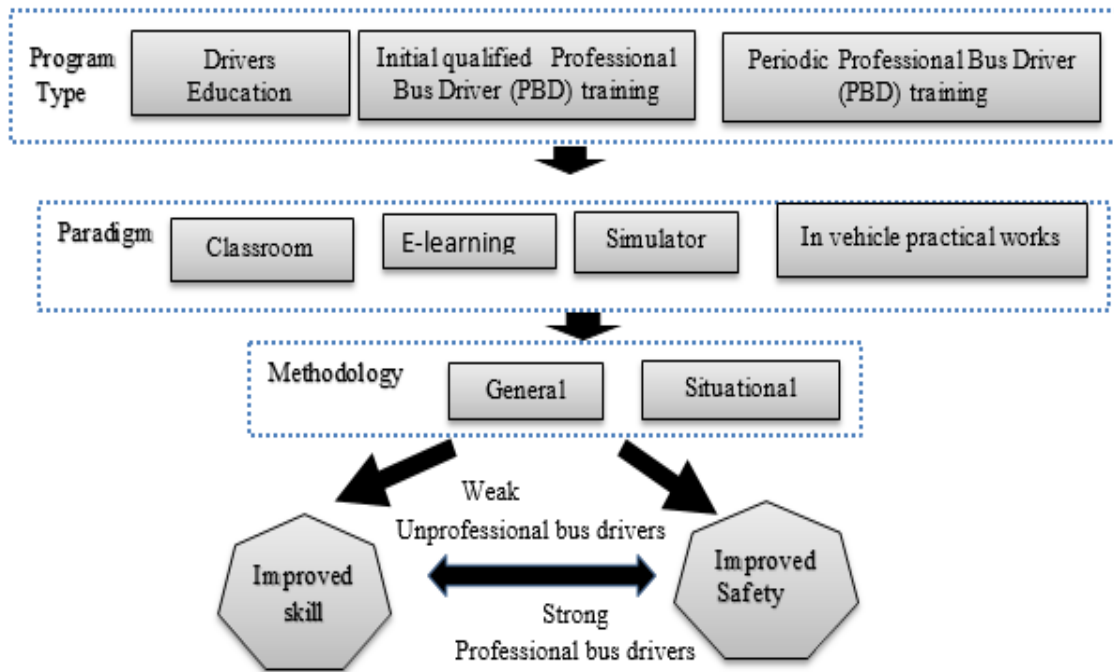 Program
Type
Drivers
Education
Initial qualified Professional
Bus Driver (PBD) training
Periodic Professional Bus Driver
(PBD) training
Paradigm
Classroom
E-learning
Simulator
In vehicle practical works
Methodology
General
Situational
Weak
Unprofessional bus drivers
Improved
skill
Improved
Safety
Strong
Professional bus drivers